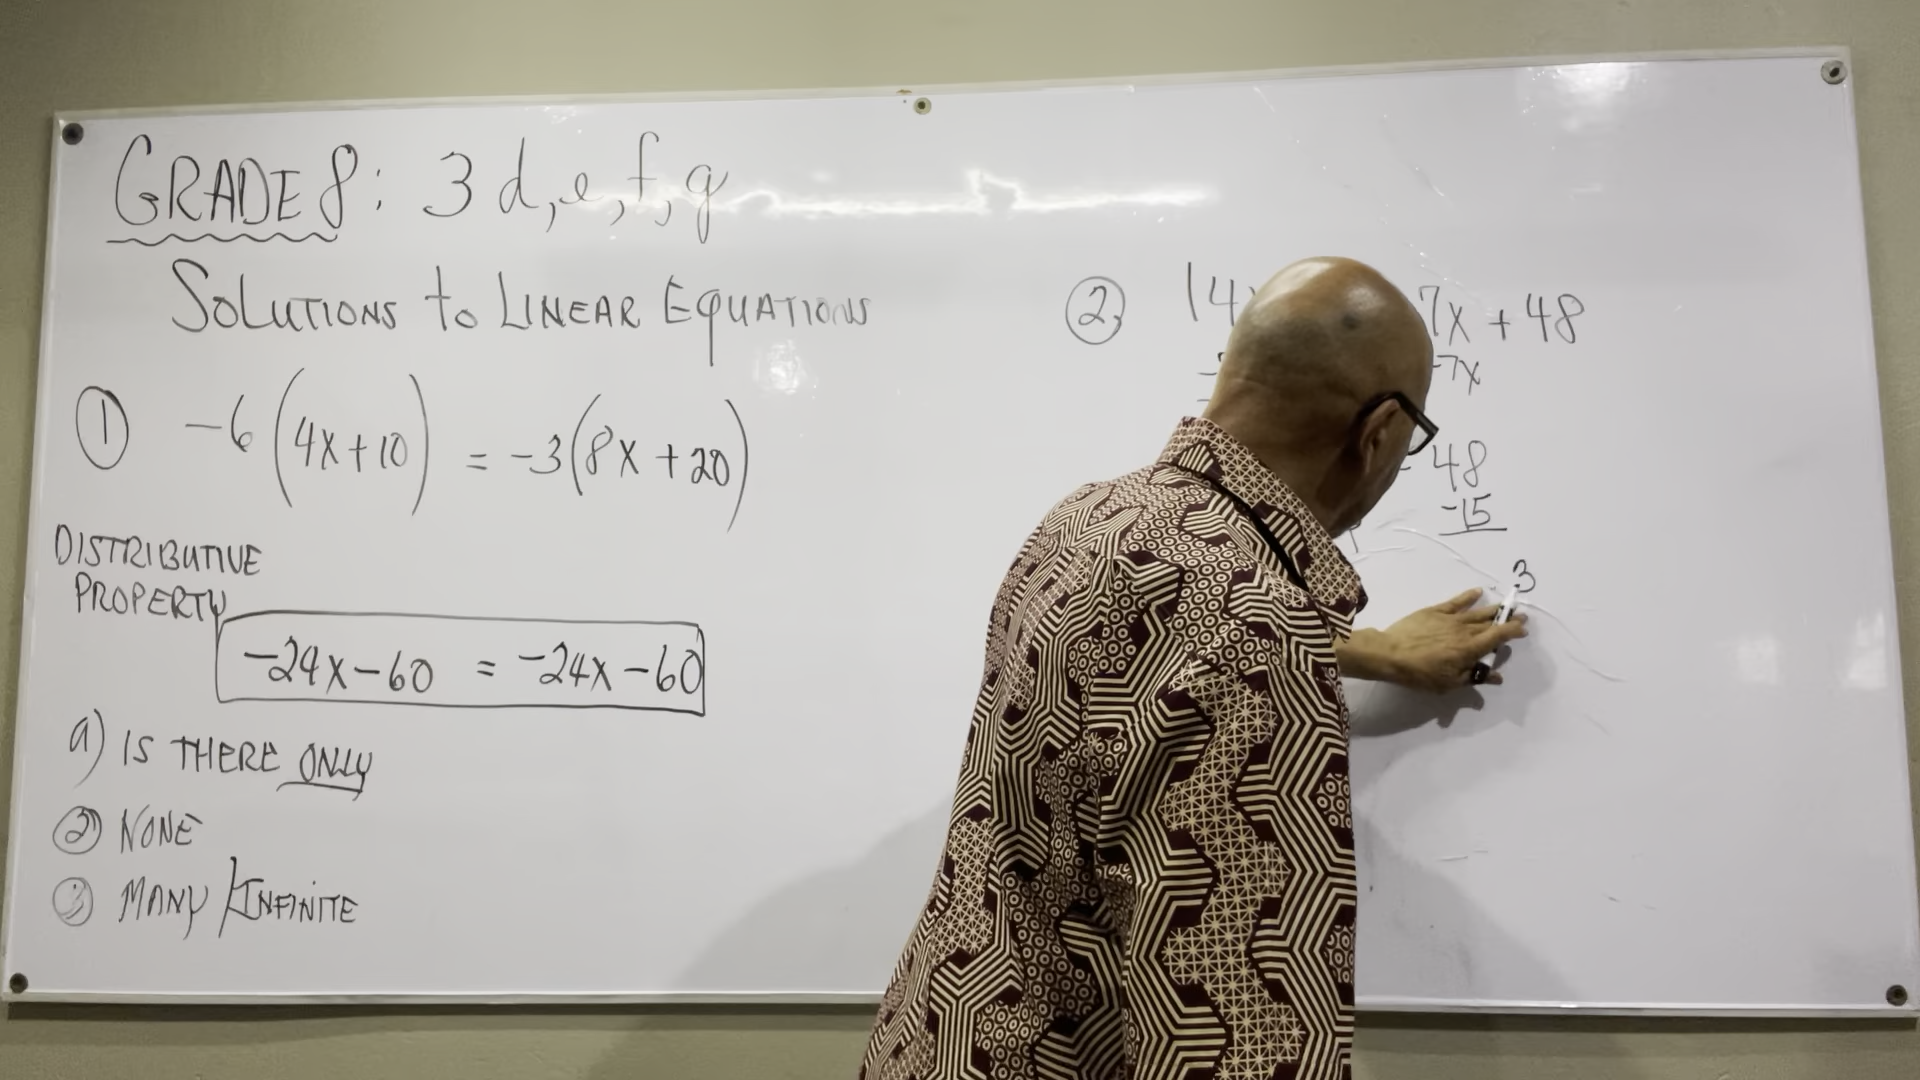 GRADE 8: 3 d, e, f, g
SOLUTIONS to LINEAR EQUATIONS
① -6(4x+10) = -3(8x+20)
DISTRIBUTIVE
PROPERTY
-24x-60 = -24x-60
a) IS THERE ONLY
② NONE
③ MANY/INFINITE
② 14x 7x + 48
-7x
48
-15
3